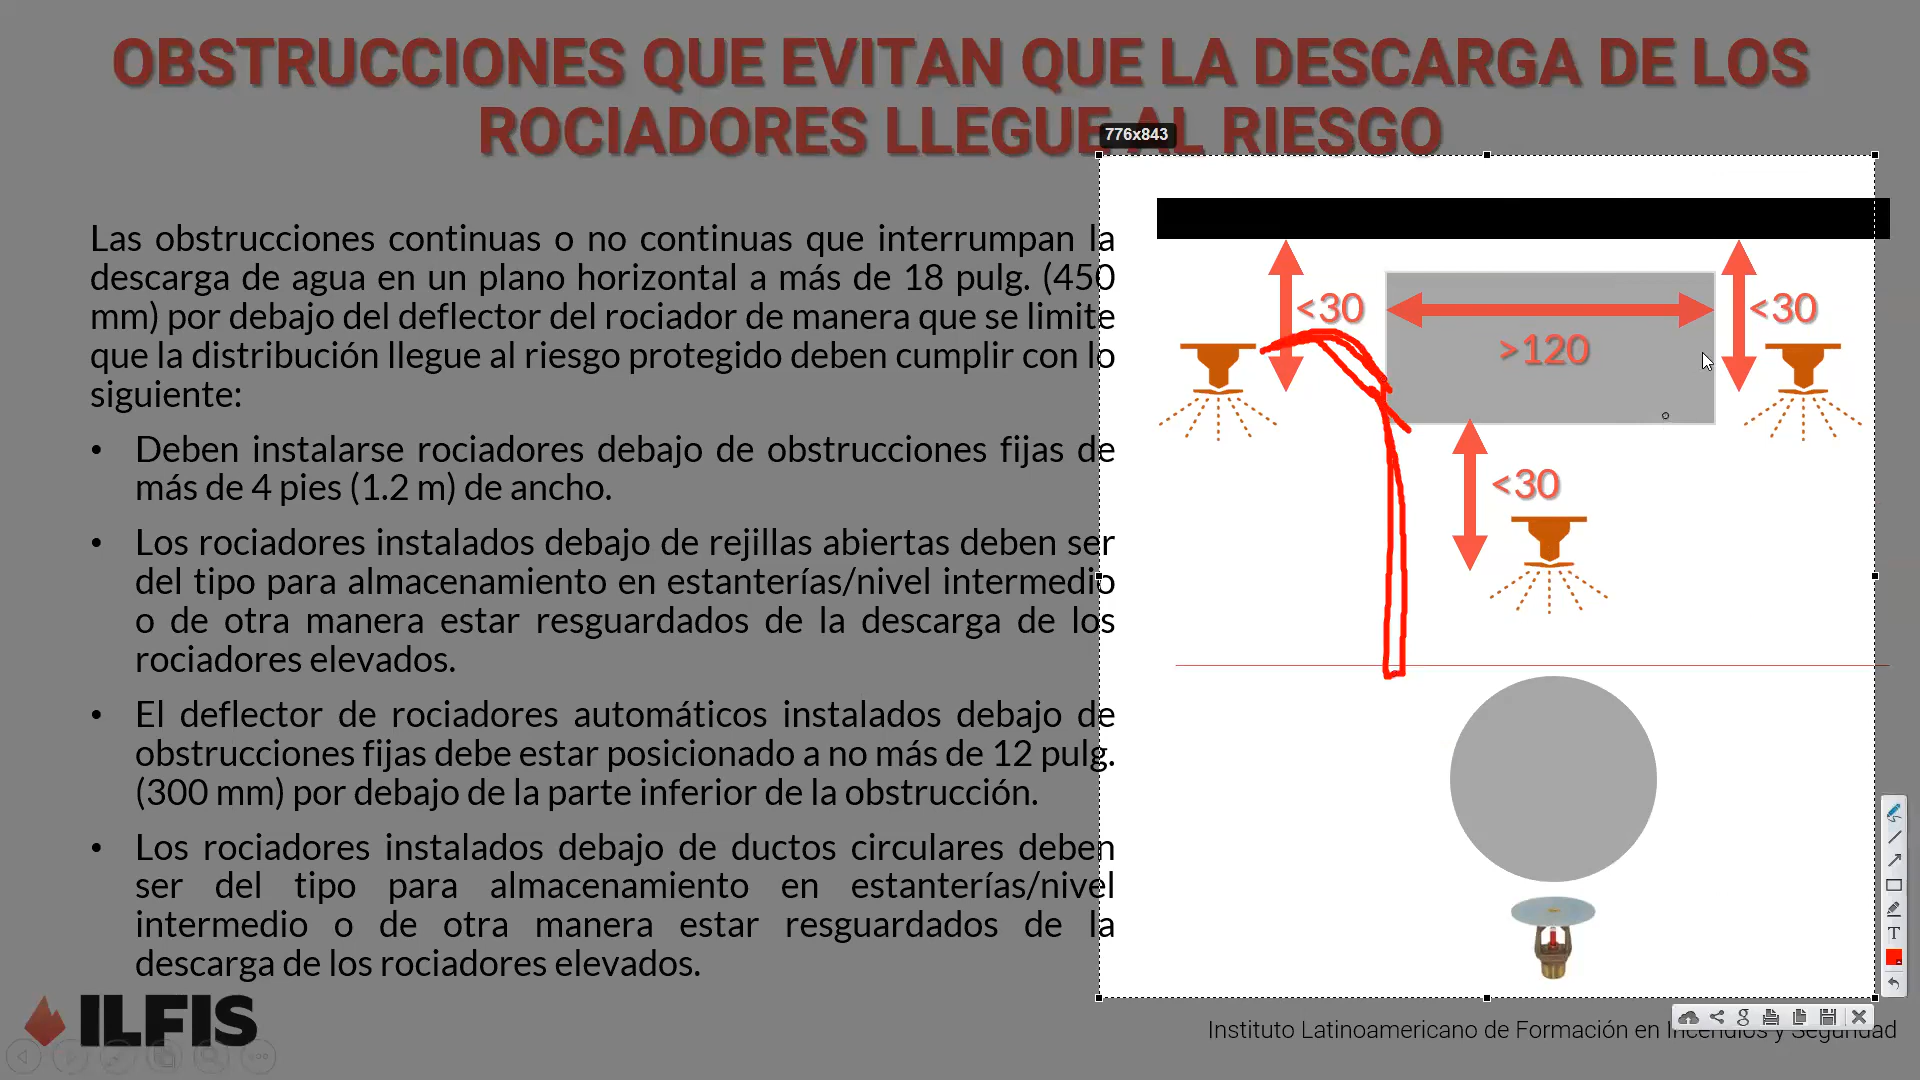 OBSTRUCCIONES QUE EVITAN QUE LA DESCARGA DE LOS
ROCIADORES LLEGUE AL RIESGO
776x843
Las obstrucciones continuas o no continuas que interrumpan la
descarga de agua en un plano horizontal a más de 18 pulg. (450
mm) por debajo del deflector del rociador de manera que se limite
que la distribución llegue al riesgo protegido deben cumplir con lo
siguiente:
• Deben instalarse rociadores debajo de obstrucciones fijas de
más de 4 pies (1.2 m) de ancho.
• Los rociadores instalados debajo de rejillas abiertas deben ser
del tipo para almacenamiento en estanterías/nivel intermedio
o de otra manera estar resguardados de la descarga de los
rociadores elevados.
• El deflector de rociadores automáticos instalados debajo de
obstrucciones fijas debe estar posicionado a no más de 12 pulg.
(300 mm) por debajo de la parte inferior de la obstrucción.
• Los rociadores instalados debajo de ductos circulares deben
ser del tipo para almacenamiento en estanterías/nivel
intermedio o de otra manera estar resguardados de la
descarga de los rociadores elevados.
<30
>120
<30
<30
ILFIS
Instituto Latinoamericano de Formación en Incendios y Seguridad
T
g